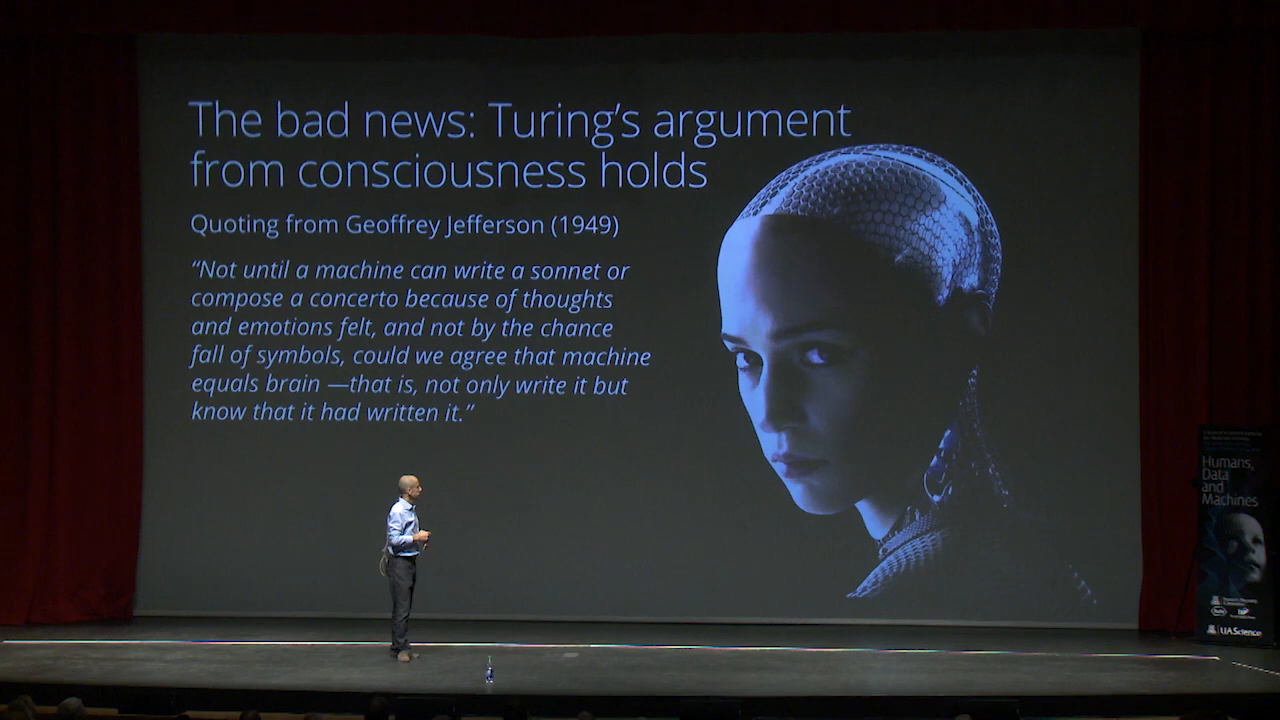 The bad news: Turing's argument
from consciousness holds
Quoting from Geoffrey Jefferson (1949)
“Not until a machine can write a sonnet or
compose a concerto because of thoughts
and emotions felt, and not by the chance
fall of symbols, could we agree that machine
equals brain —that is, not only write it but
know that it had written it.”
Humans,
Data
and
Machines
UAScience